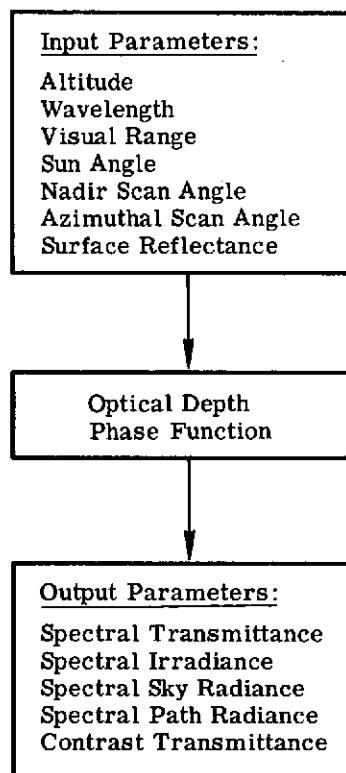 Input Parameters:
Altitude
Wavelength
Visual Range
Sun Angle
Nadir Scan Angle
Azimuthal Scan Angle
Surface Reflectance
Optical Depth
Phase Function
Output Parameters:
Spectral Transmittance
Spectral Irradiance
Spectral Sky Radiance
Spectral Path Radiance
Contrast Transmittance